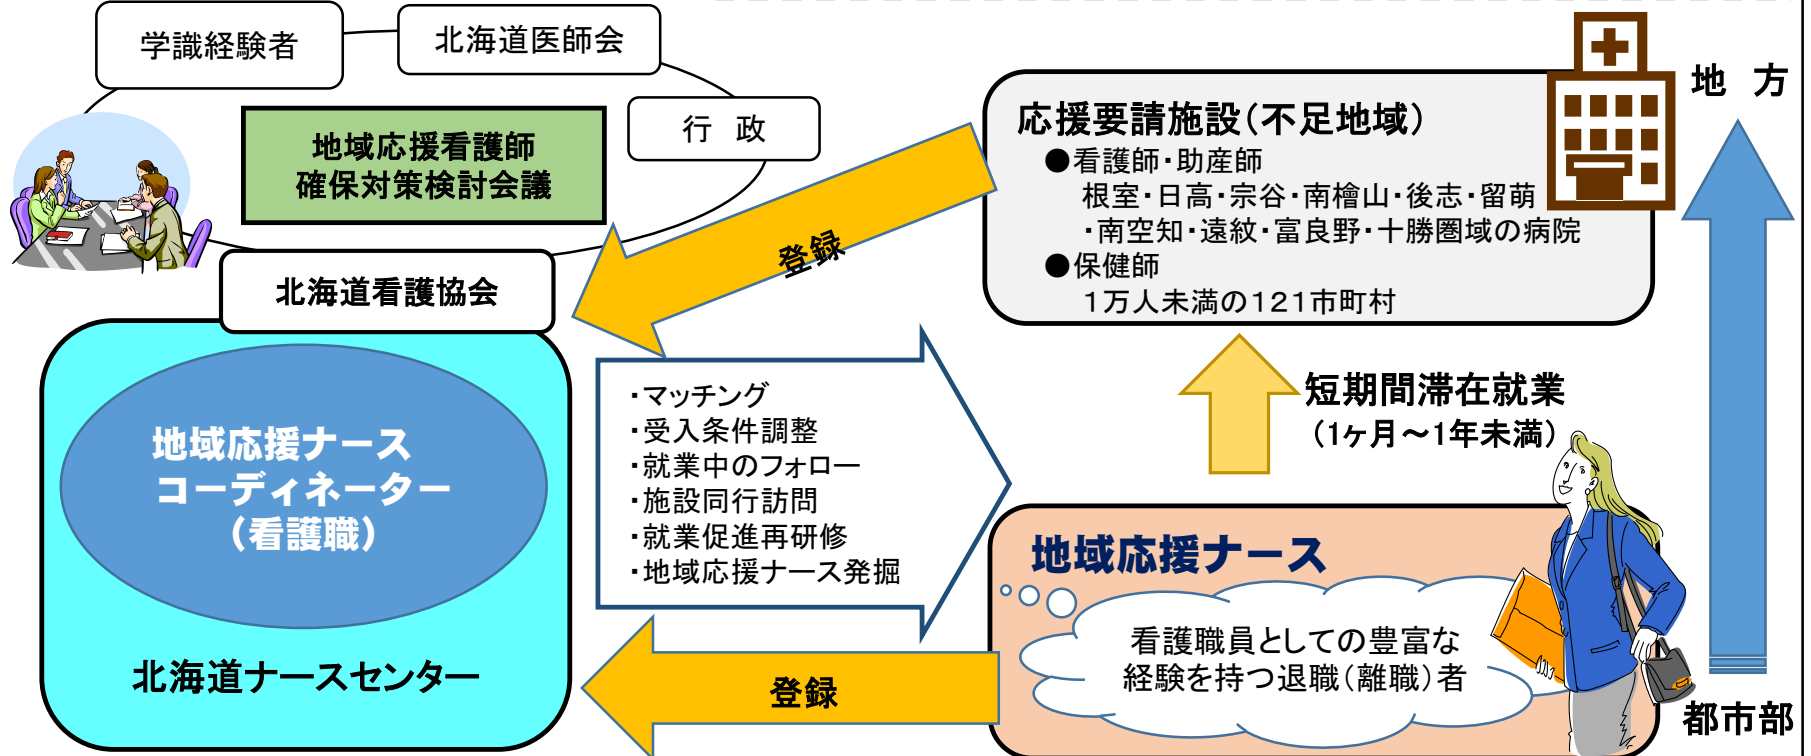 学識経験者
北海道医師会
行 政
地域応援看護師
確保対策検討会議
北海道看護協会
地域応援ナース
コーディネーター
(看護職)
北海道ナースセンター
登録
応援要請施設(不足地域)
●看護師・助産師
根室・日高・宗谷・南檜山・後志・留萌
・南空知・遠紋・富良野・十勝圏域の病院
●保健師
1万人未満の121市町村
地 方
・マッチング
・受入条件調整
・就業中のフォロー
・施設同行訪問
・就業促進再研修
・地域応援ナース発掘
短期間滞在就業
(1ヶ月～1年未満)
地域応援ナース
看護職員としての豊富な
経験を持つ退職(離職)者
登録
都市部